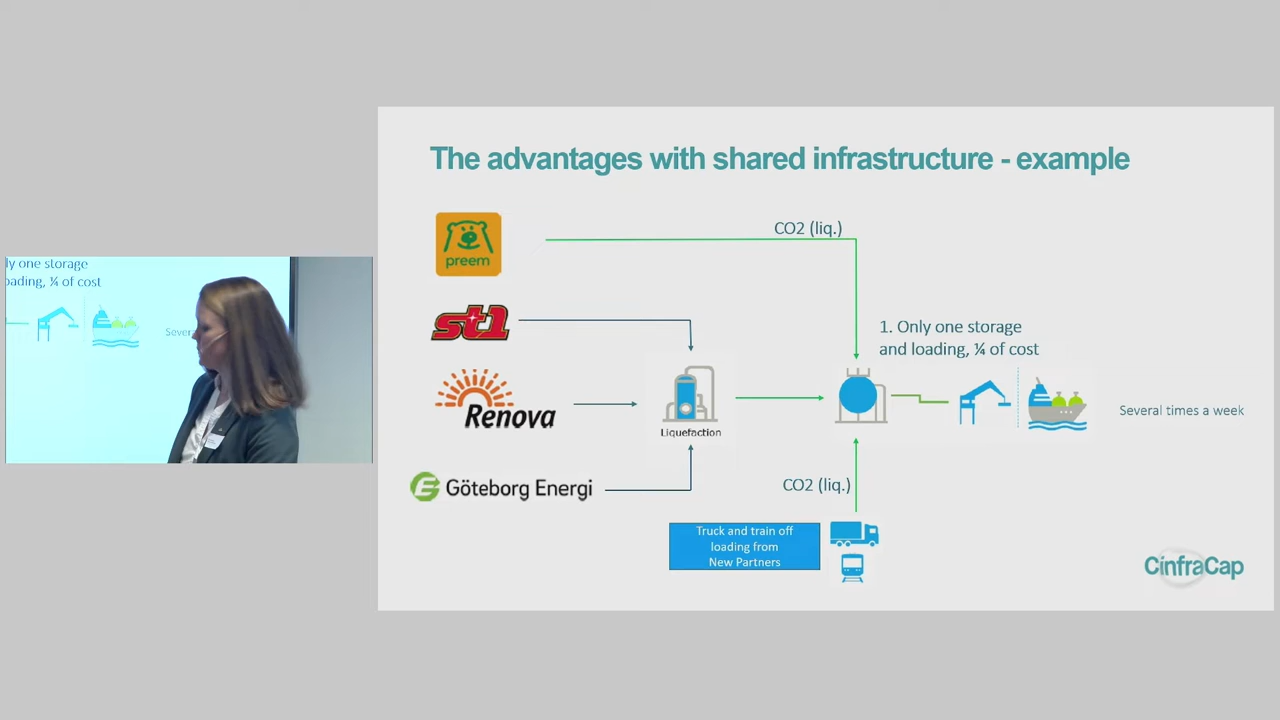 The advantages with shared infrastructure - example
preem
CO2 (liq.)
st1
1. Only one storage
and loading, ¼ of cost
Renova
Liquefaction
Several times a week
Göteborg Energi
CO2 (liq.)
Truck and train off
loading from
New Partners
CinfraCap
ly one storage
oading, ¼ of cost
Severa